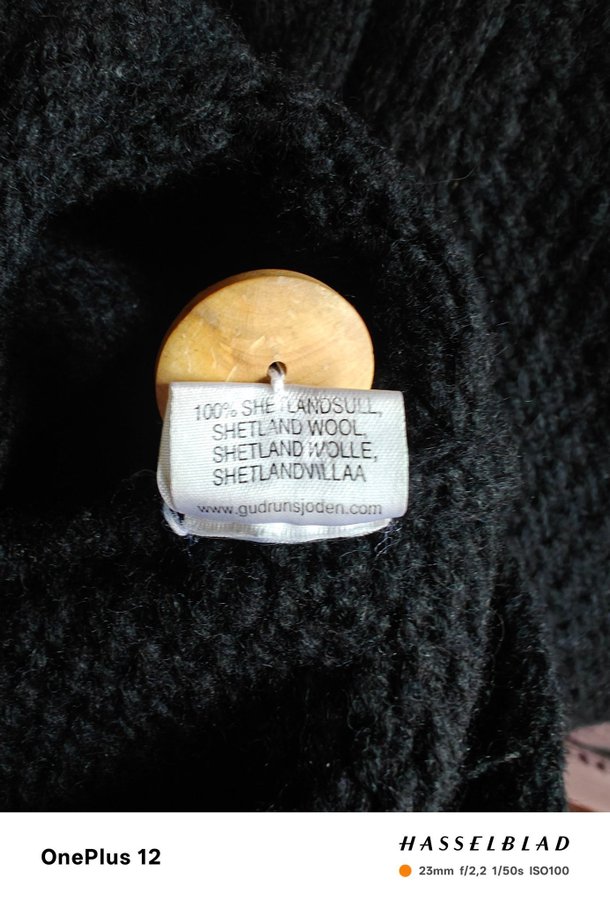 100% SHETLANDSULL,
SHETLAND WOOL,
SHETLAND WOLLE,
SHETLANDVILLAA
www.gudrunsjoden.com
OnePlus 12
HASSELBLAD
23mm f/2,2 1/50s ISO100